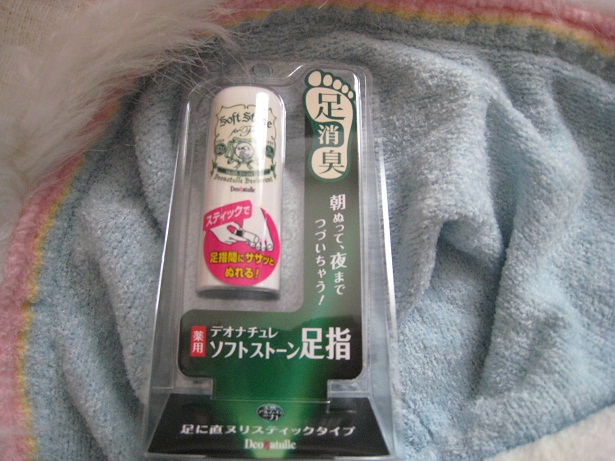 足
消
臭
朝ぬって、夜まで
つづいちゃう!
Soft Stone
Deonatulle
スティックで
足指間にササッと
ぬれる!
薬用
デオナチュレ
ソフトストーン足指
足に直ヌリスティックタイプ
Deonatulle